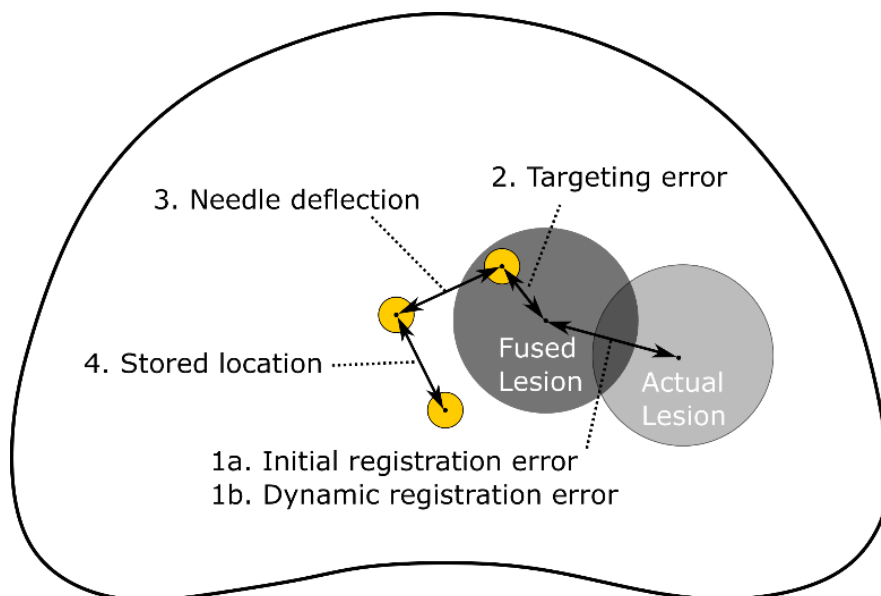 2. Targeting error
3. Needle deflection
Fused
Lesion
4. Stored location
Actual
Lesion
1a. Initial registration error
1b. Dynamic registration error